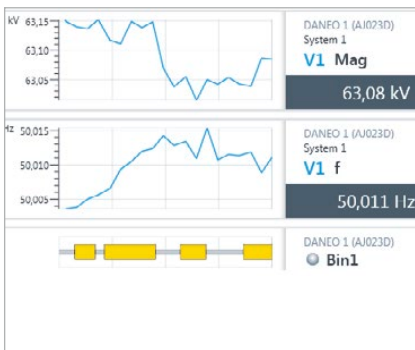 kV 63,15
63,10
63,05
DANEO 1 (AJ023D)
System 1
V1 Mag
63,08 kV
Hz 50,015
50,010
50,005
DANEO 1 (AJ023D)
System 1
V1 f
50,011 Hz
DANEO 1 (AJ023D)
Bin1